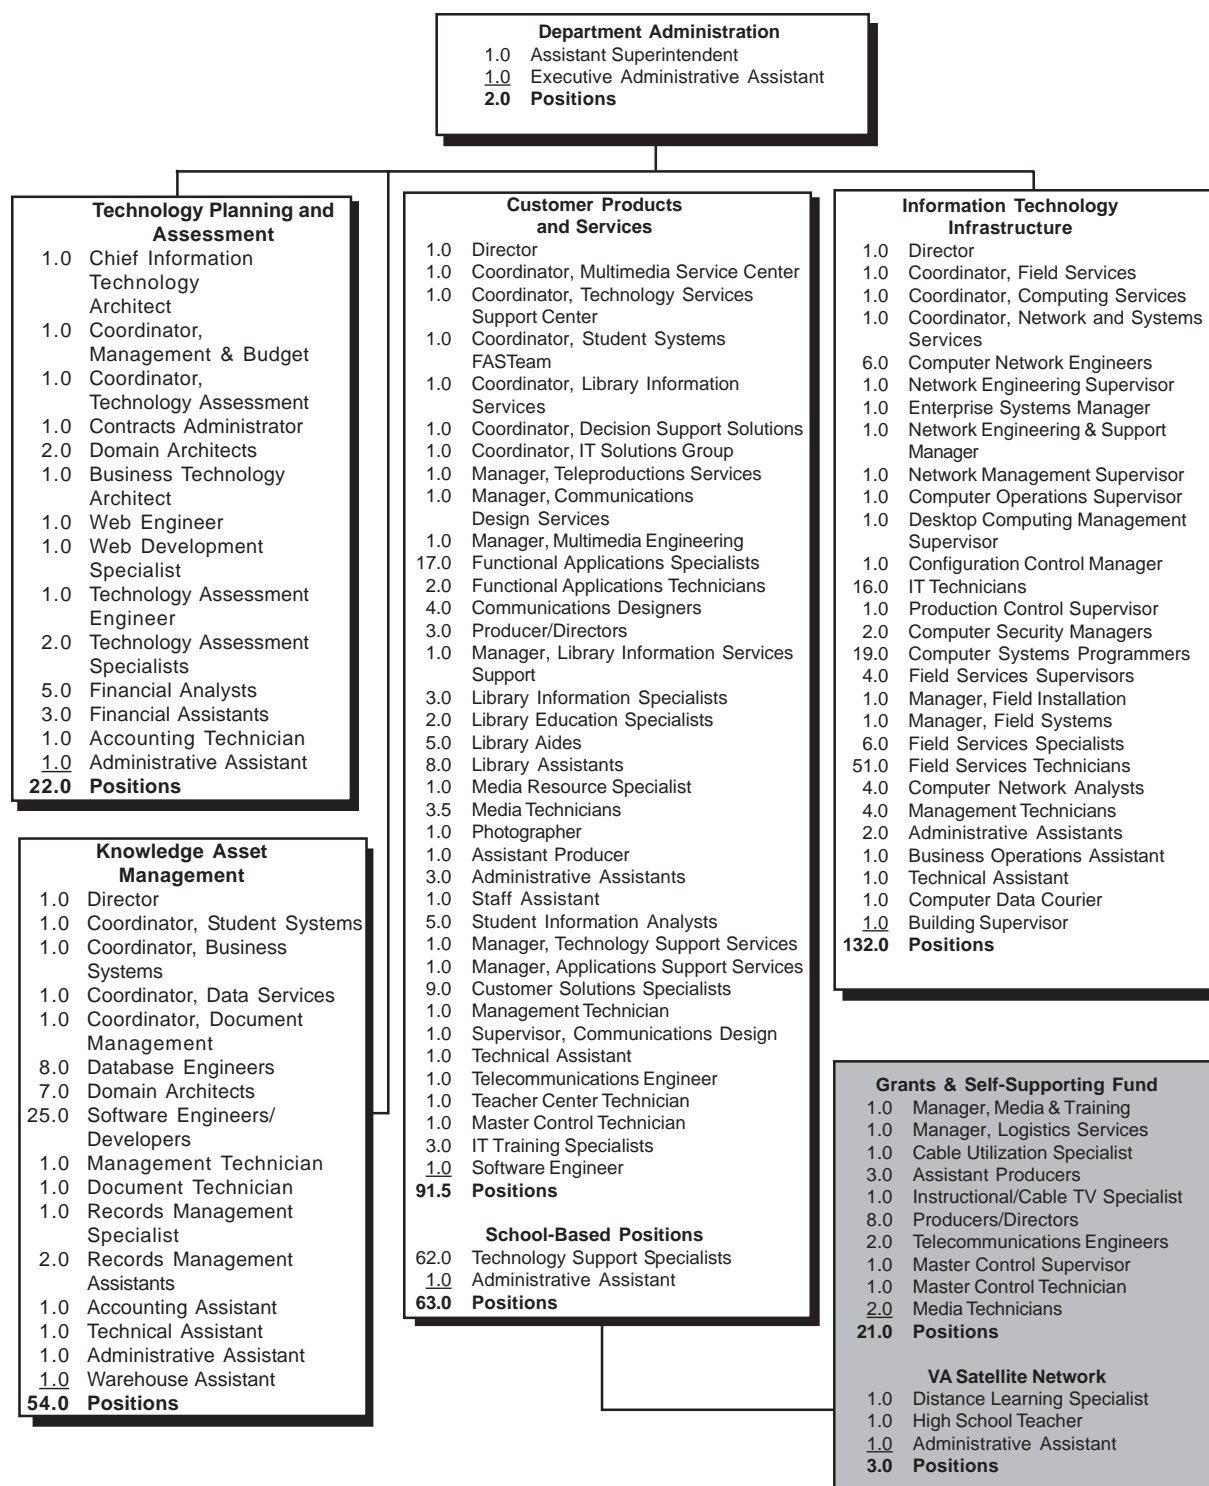 Department Administration
1.0 Assistant Superintendent
1.0 Executive Administrative Assistant
2.0 Positions
Technology Planning and
Assessment
1.0 Chief Information
Technology
Architect
1.0 Coordinator,
Management & Budget
1.0 Coordinator,
Technology Assessment
1.0 Contracts Administrator
2.0 Domain Architects
1.0 Business Technology
Architect
1.0 Web Engineer
1.0 Web Development
Specialist
1.0 Technology Assessment
Engineer
2.0 Technology Assessment
Specialists
5.0 Financial Analysts
3.0 Financial Assistants
1.0 Accounting Technician
1.0 Administrative Assistant
22.0 Positions
Knowledge Asset
Management
1.0 Director
1.0 Coordinator, Student Systems
1.0 Coordinator, Business
Systems
1.0 Coordinator, Data Services
1.0 Coordinator, Document
Management
8.0 Database Engineers
7.0 Domain Architects
25.0 Software Engineers/
Developers
1.0 Management Technician
1.0 Document Technician
1.0 Records Management
Specialist
2.0 Records Management
Assistants
1.0 Accounting Assistant
1.0 Technical Assistant
1.0 Administrative Assistant
1.0 Warehouse Assistant
54.0 Positions
Customer Products
and Services
1.0 Director
1.0 Coordinator, Multimedia Service Center
1.0 Coordinator, Technology Services
Support Center
1.0 Coordinator, Student Systems
FASTeam
1.0 Coordinator, Library Information
Services
1.0 Coordinator, Decision Support Solutions
1.0 Coordinator, IT Solutions Group
1.0 Manager, Teleproductions Services
1.0 Manager, Communications
Design Services
1.0 Manager, Multimedia Engineering
17.0 Functional Applications Specialists
2.0 Functional Applications Technicians
4.0 Communications Designers
3.0 Producer/Directors
1.0 Manager, Library Information Services
Support
3.0 Library Information Specialists
2.0 Library Education Specialists
5.0 Library Aides
8.0 Library Assistants
1.0 Media Resource Specialist
3.5 Media Technicians
1.0 Photographer
1.0 Assistant Producer
3.0 Administrative Assistants
1.0 Staff Assistant
5.0 Student Information Analysts
1.0 Manager, Technology Support Services
1.0 Manager, Applications Support Services
9.0 Customer Solutions Specialists
1.0 Management Technician
1.0 Supervisor, Communications Design
1.0 Technical Assistant
1.0 Telecommunications Engineer
1.0 Teacher Center Technician
1.0 Master Control Technician
3.0 IT Training Specialists
1.0 Software Engineer
91.5 Positions
School-Based Positions
62.0 Technology Support Specialists
1.0 Administrative Assistant
63.0 Positions
Information Technology
Infrastructure
1.0 Director
1.0 Coordinator, Field Services
1.0 Coordinator, Computing Services
1.0 Coordinator, Network and Systems
Services
6.0 Computer Network Engineers
1.0 Network Engineering Supervisor
1.0 Enterprise Systems Manager
1.0 Network Engineering & Support
Manager
1.0 Network Management Supervisor
1.0 Computer Operations Supervisor
1.0 Desktop Computing Management
Supervisor
1.0 Configuration Control Manager
16.0 IT Technicians
1.0 Production Control Supervisor
2.0 Computer Security Managers
19.0 Computer Systems Programmers
4.0 Field Services Supervisors
1.0 Manager, Field Installation
1.0 Manager, Field Systems
6.0 Field Services Specialists
51.0 Field Services Technicians
4.0 Computer Network Analysts
4.0 Management Technicians
2.0 Administrative Assistants
1.0 Business Operations Assistant
1.0 Technical Assistant
1.0 Computer Data Courier
1.0 Building Supervisor
132.0 Positions
Grants & Self-Supporting Fund
1.0 Manager, Media & Training
1.0 Manager, Logistics Services
1.0 Cable Utilization Specialist
3.0 Assistant Producers
1.0 Instructional/Cable TV Specialist
8.0 Producers/Directors
2.0 Telecommunications Engineers
1.0 Master Control Supervisor
1.0 Master Control Technician
2.0 Media Technicians
21.0 Positions
VA Satellite Network
1.0 Distance Learning Specialist
1.0 High School Teacher
1.0 Administrative Assistant
3.0 Positions